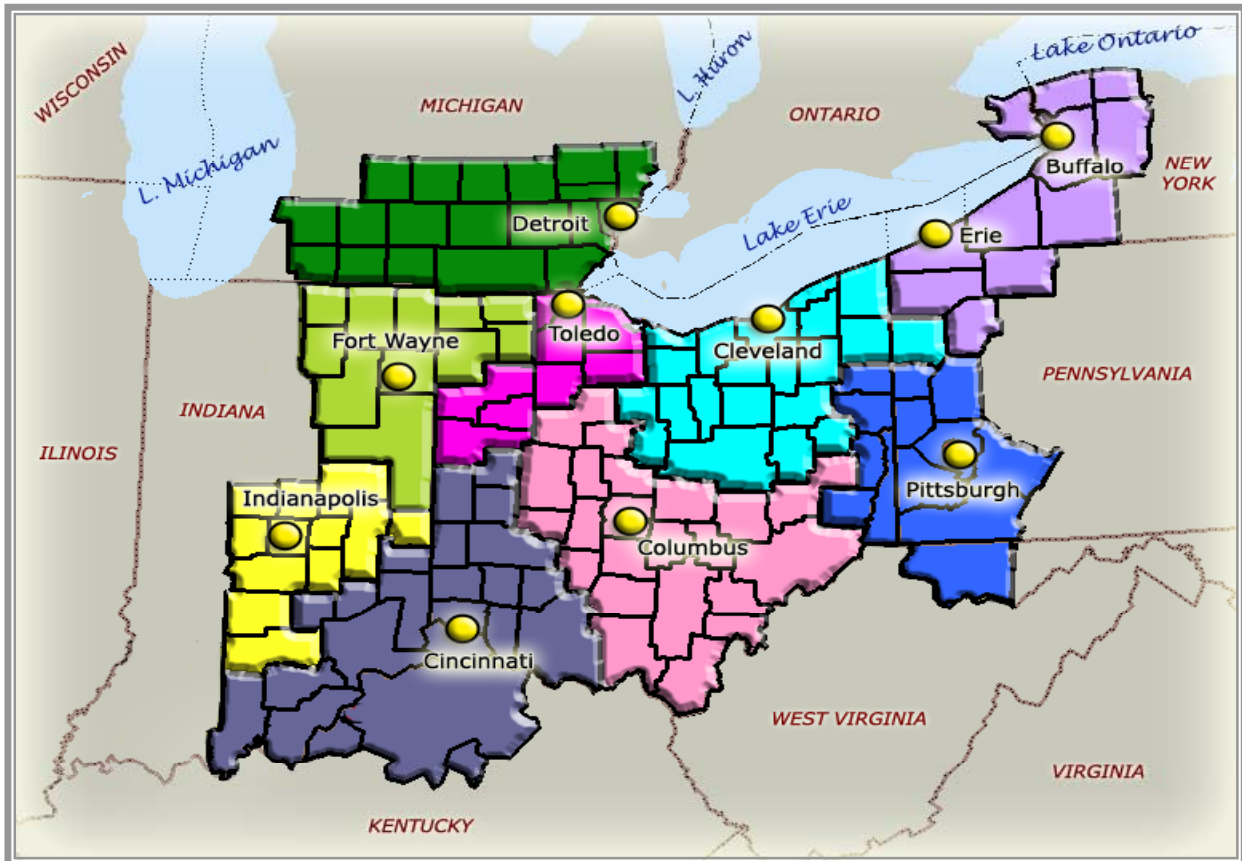 Lake Ontario
WISCONSIN
L. Huron
MICHIGAN
ONTARIO
L. Michigan
Buffalo
NEW
YORK
Lake Erie
Detroit
Erie
Toledo
Fort Wayne
Cleveland
PENNSYLVANIA
INDIANA
ILINOIS
Indianapolis
Pittsburgh
Columbus
Cincinnati
WEST VIRGINIA
VIRGINIA
KENTUCKY